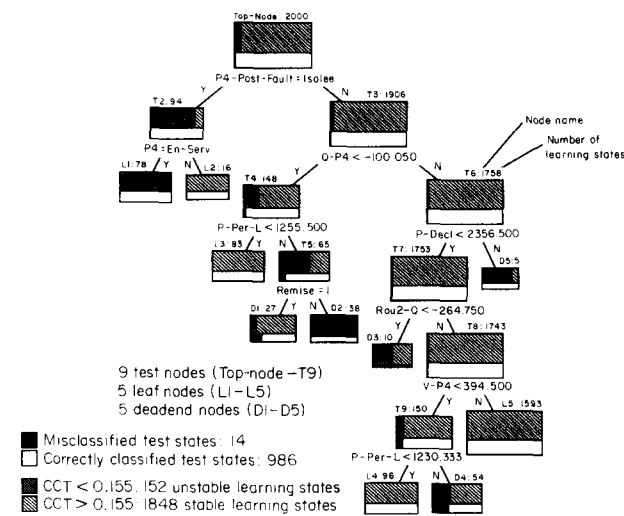 Top-Node: 2000
P4-Post-Fault=Isolee
Y
N
T2:94
T3:1906
P4=En-Serv
Q-P4<-100.050
Node name
Number of
learning states
L1:78
Y
N
L2:16
T4:148
Y
N
T6:1758
P-Per-L<1255.500
P-Decl<2356.500
L3:83
Y
N
T5:65
T7:1753
Y
N
D5:5
Remise=1
Rou2-Q<-264.750
D1:27
Y
N
D2:38
D3:10
Y
N
T8:1743
V-P4<394.500
9 test nodes (Top-node-T9)
5 leaf nodes (L1-L5)
5 deadend nodes (D1-D5)
T9:150
Y
N
L5:1593
P-Per-L<1230.333
L4:96
Y
N
D4:54
Misclassified test states: 14
Correctly classified test states: 986
CCT<0.155:152 unstable learning states
CCT>0.155:1848 stable learning states